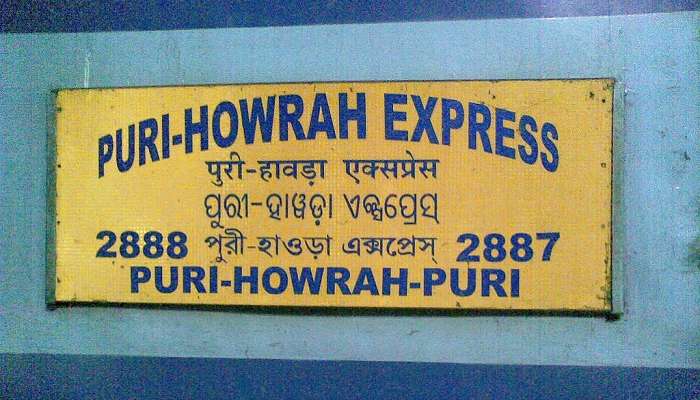 PURI-HOWRAH EXPRESS
पुरी-हावड़ा एक्सप्रेस
ପୁରୀ-ହାୱଡ଼ା ଏକ୍ସପ୍ରେସ୍
2888 পুরী-হাওড়া এক্সপ্রেস্ 2887
PURI-HOWRAH-PURI